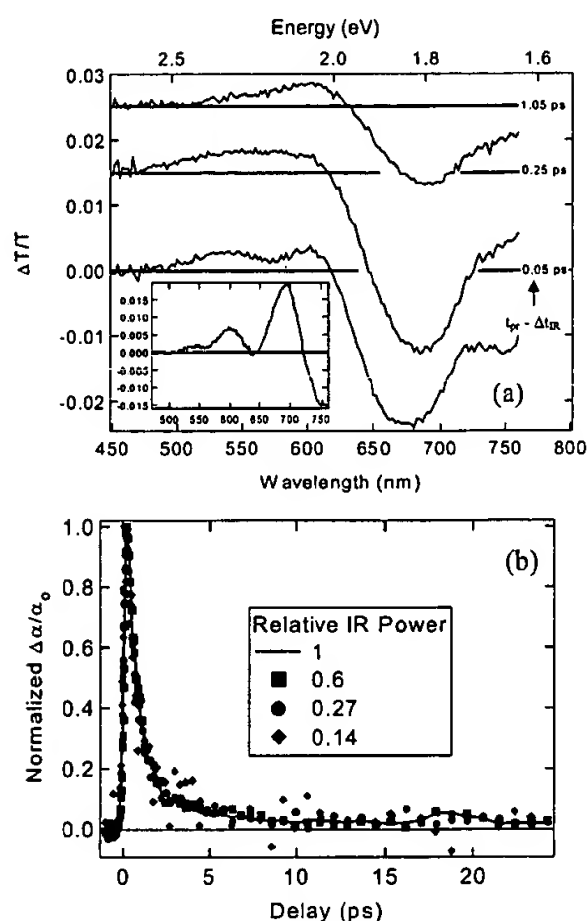 Energy (eV)
2.5 2.0 1.8 1.6
0.03
0.02
0.01
0.00
-0.01
-0.02
ΔT/T
1.05 ps
0.25 ps
0.05 ps
t_pr - Δt_IR
0.015
0.010
0.005
0.000
-0.005
-0.010
-0.015
500 550 600 650 700 750
(a)
450 500 550 600 650 700 750 800
Wavelength (nm)
(b)
1.0
0.8
0.6
0.4
0.2
0.0
Normalized Δα/α_o
Relative IR Power
1
0.6
0.27
0.14
0 5 10 15 20
Delay (ps)